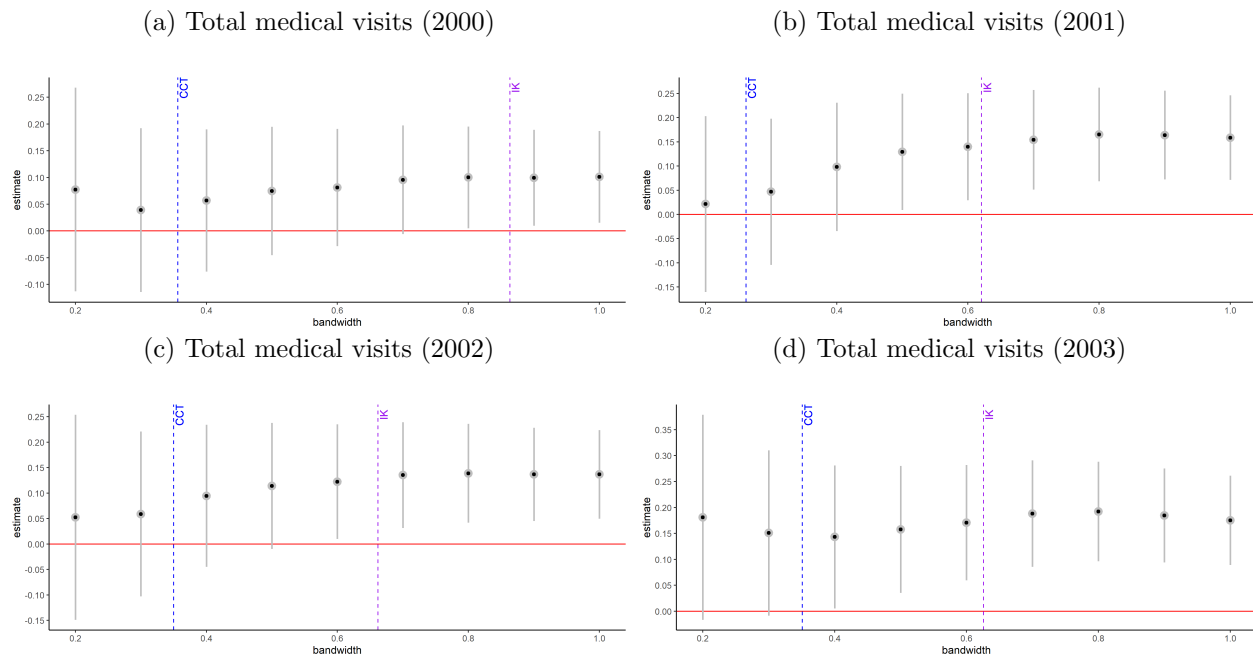 (a) Total medical visits (2000)
CCT
IK
0.25
0.20
0.15
0.10
0.05
0.00
-0.05
-0.10
estimate
0.2 0.4 0.6 0.8 1.0
bandwidth
(b) Total medical visits (2001)
CCT
IK
0.25
0.20
0.15
0.10
0.05
0.00
-0.05
-0.10
-0.15
estimate
0.2 0.4 0.6 0.8 1.0
bandwidth
(c) Total medical visits (2002)
CCT
IK
0.25
0.20
0.15
0.10
0.05
0.00
-0.05
-0.10
-0.15
estimate
0.2 0.4 0.6 0.8 1.0
bandwidth
(d) Total medical visits (2003)
CCT
IK
0.35
0.30
0.25
0.20
0.15
0.10
0.05
0.00
estimate
0.2 0.4 0.6 0.8 1.0
bandwidth